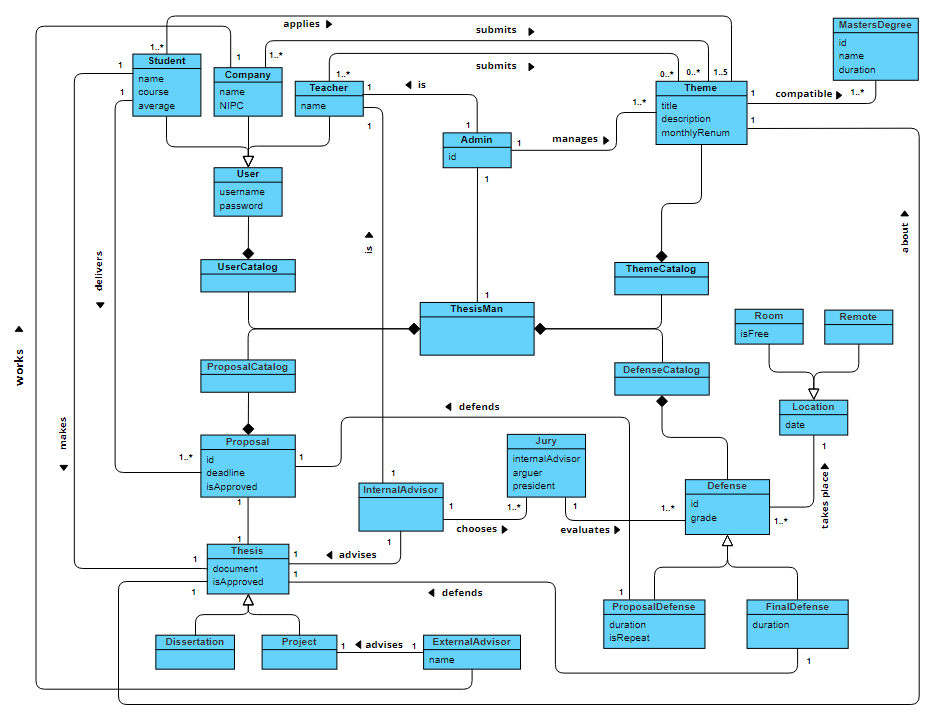 applies ▶
submits ▶
submits ▶
MastersDegree
id
name
duration
1..*
1
1..*
1..*
0..*
0..*
1..5
1
Student
name
course
average
1
Company
name
NIPC
Teacher
name
1
◀ is
1
1
Theme
title
description
monthlyRenum
1
compatible ▶
1..*
1..*
1
Admin
id
1
manages ▶
1
User
username
password
is ▶
about ▶
delivers ▶
UserCatalog
ThemeCatalog
1
ThesisMan
works ▶
Room
isFree
Remote
ProposalCatalog
DefenseCatalog
Location
date
1
makes ▶
◀ defends
1..*
Proposal
id
deadline
isApproved
1
1
1
InternalAdvisor
1
1
Jury
internalAdvisor
arguer
president
1..*
1
chooses ▶
evaluates ▶
1..*
Defense
id
grade
1..*
takes place ▶
1
1
1
1
1
Thesis
document
isApproved
◀ advises
◀ defends
1
ProposalDefense
duration
isRepeat
FinalDefense
duration
1
Dissertation
Project
1
◀ advises
1
ExternalAdvisor
name